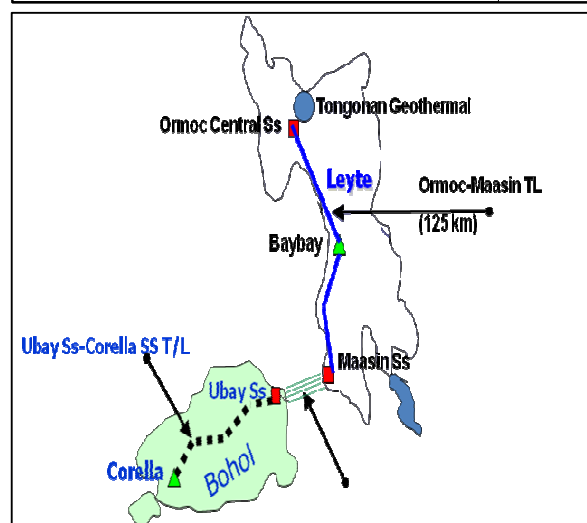 Tongonan Geothermal
Ormoc Central Ss
Leyte
Ormoc-Maasin TL
(125 km)
Baybay
Maasin Ss
Ubay Ss-Corella SS T/L
Ubay Ss
Corella
Bohol